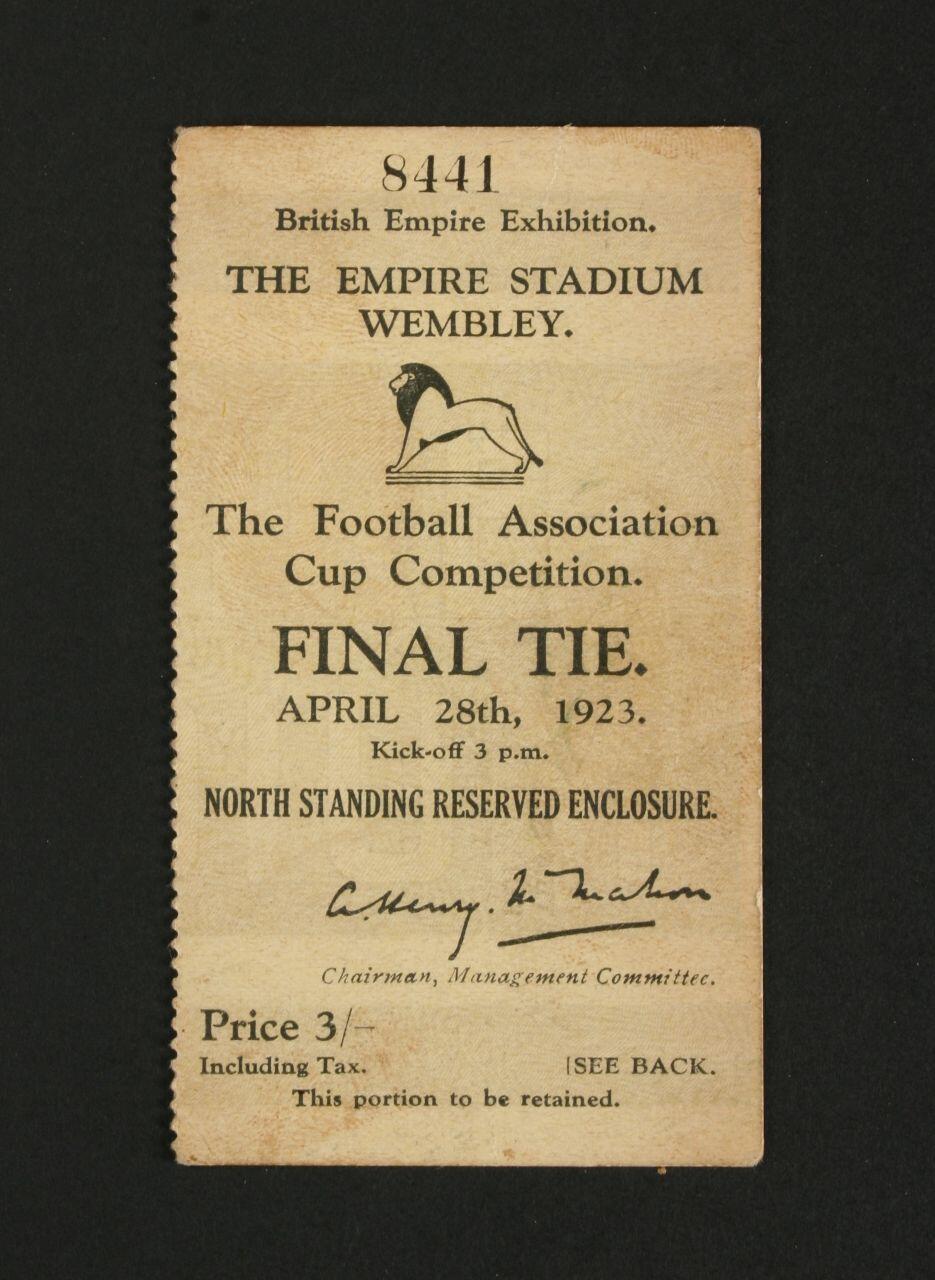 8441
British Empire Exhibition.
THE EMPIRE STADIUM
WEMBLEY.
The Football Association
Cup Competition.
FINAL TIE.
APRIL 28th, 1923.
Kick-off 3 p.m.
NORTH STANDING RESERVED ENCLOSURE.
A. Henry. McMahon
Chairman, Management Committee.
Price 3/-
Including Tax. [SEE BACK.
This portion to be retained.